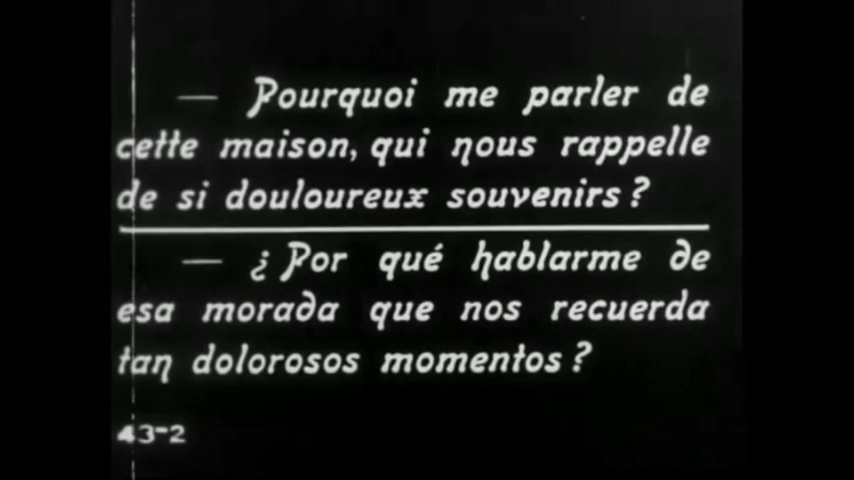 — Pourquoi me parler de
cette maison, qui nous rappelle
de si douloureux souvenirs ?
— ¿ Por qué hablarme de
esa morada que nos recuerda
tan dolorosos momentos ?
43-2